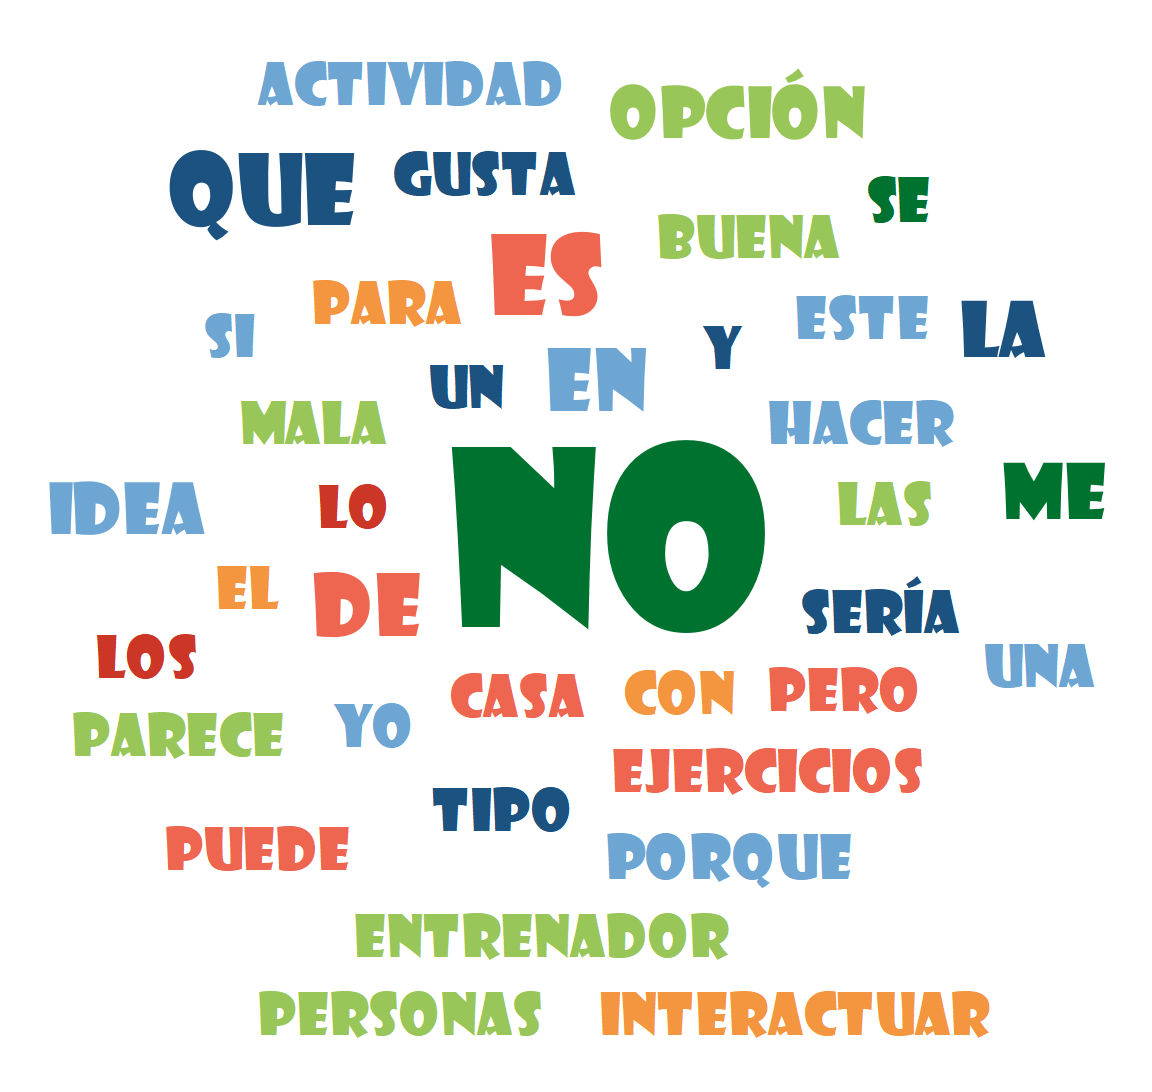 ACTIVIDAD
OPCIÓN
QUE GUSTA
SE
BUENA
ES
PARA
SI
Y
ESTE LA
UN EN
MALA
HACER
NO
IDEA
LO
LAS
ME
EL
DE
SERÍA
LOS
UNA
CASA CON PERO
PARECE
YO
EJERCICIOS
TIPO
PUEDE
PORQUE
ENTRENADOR
PERSONAS INTERACTUAR